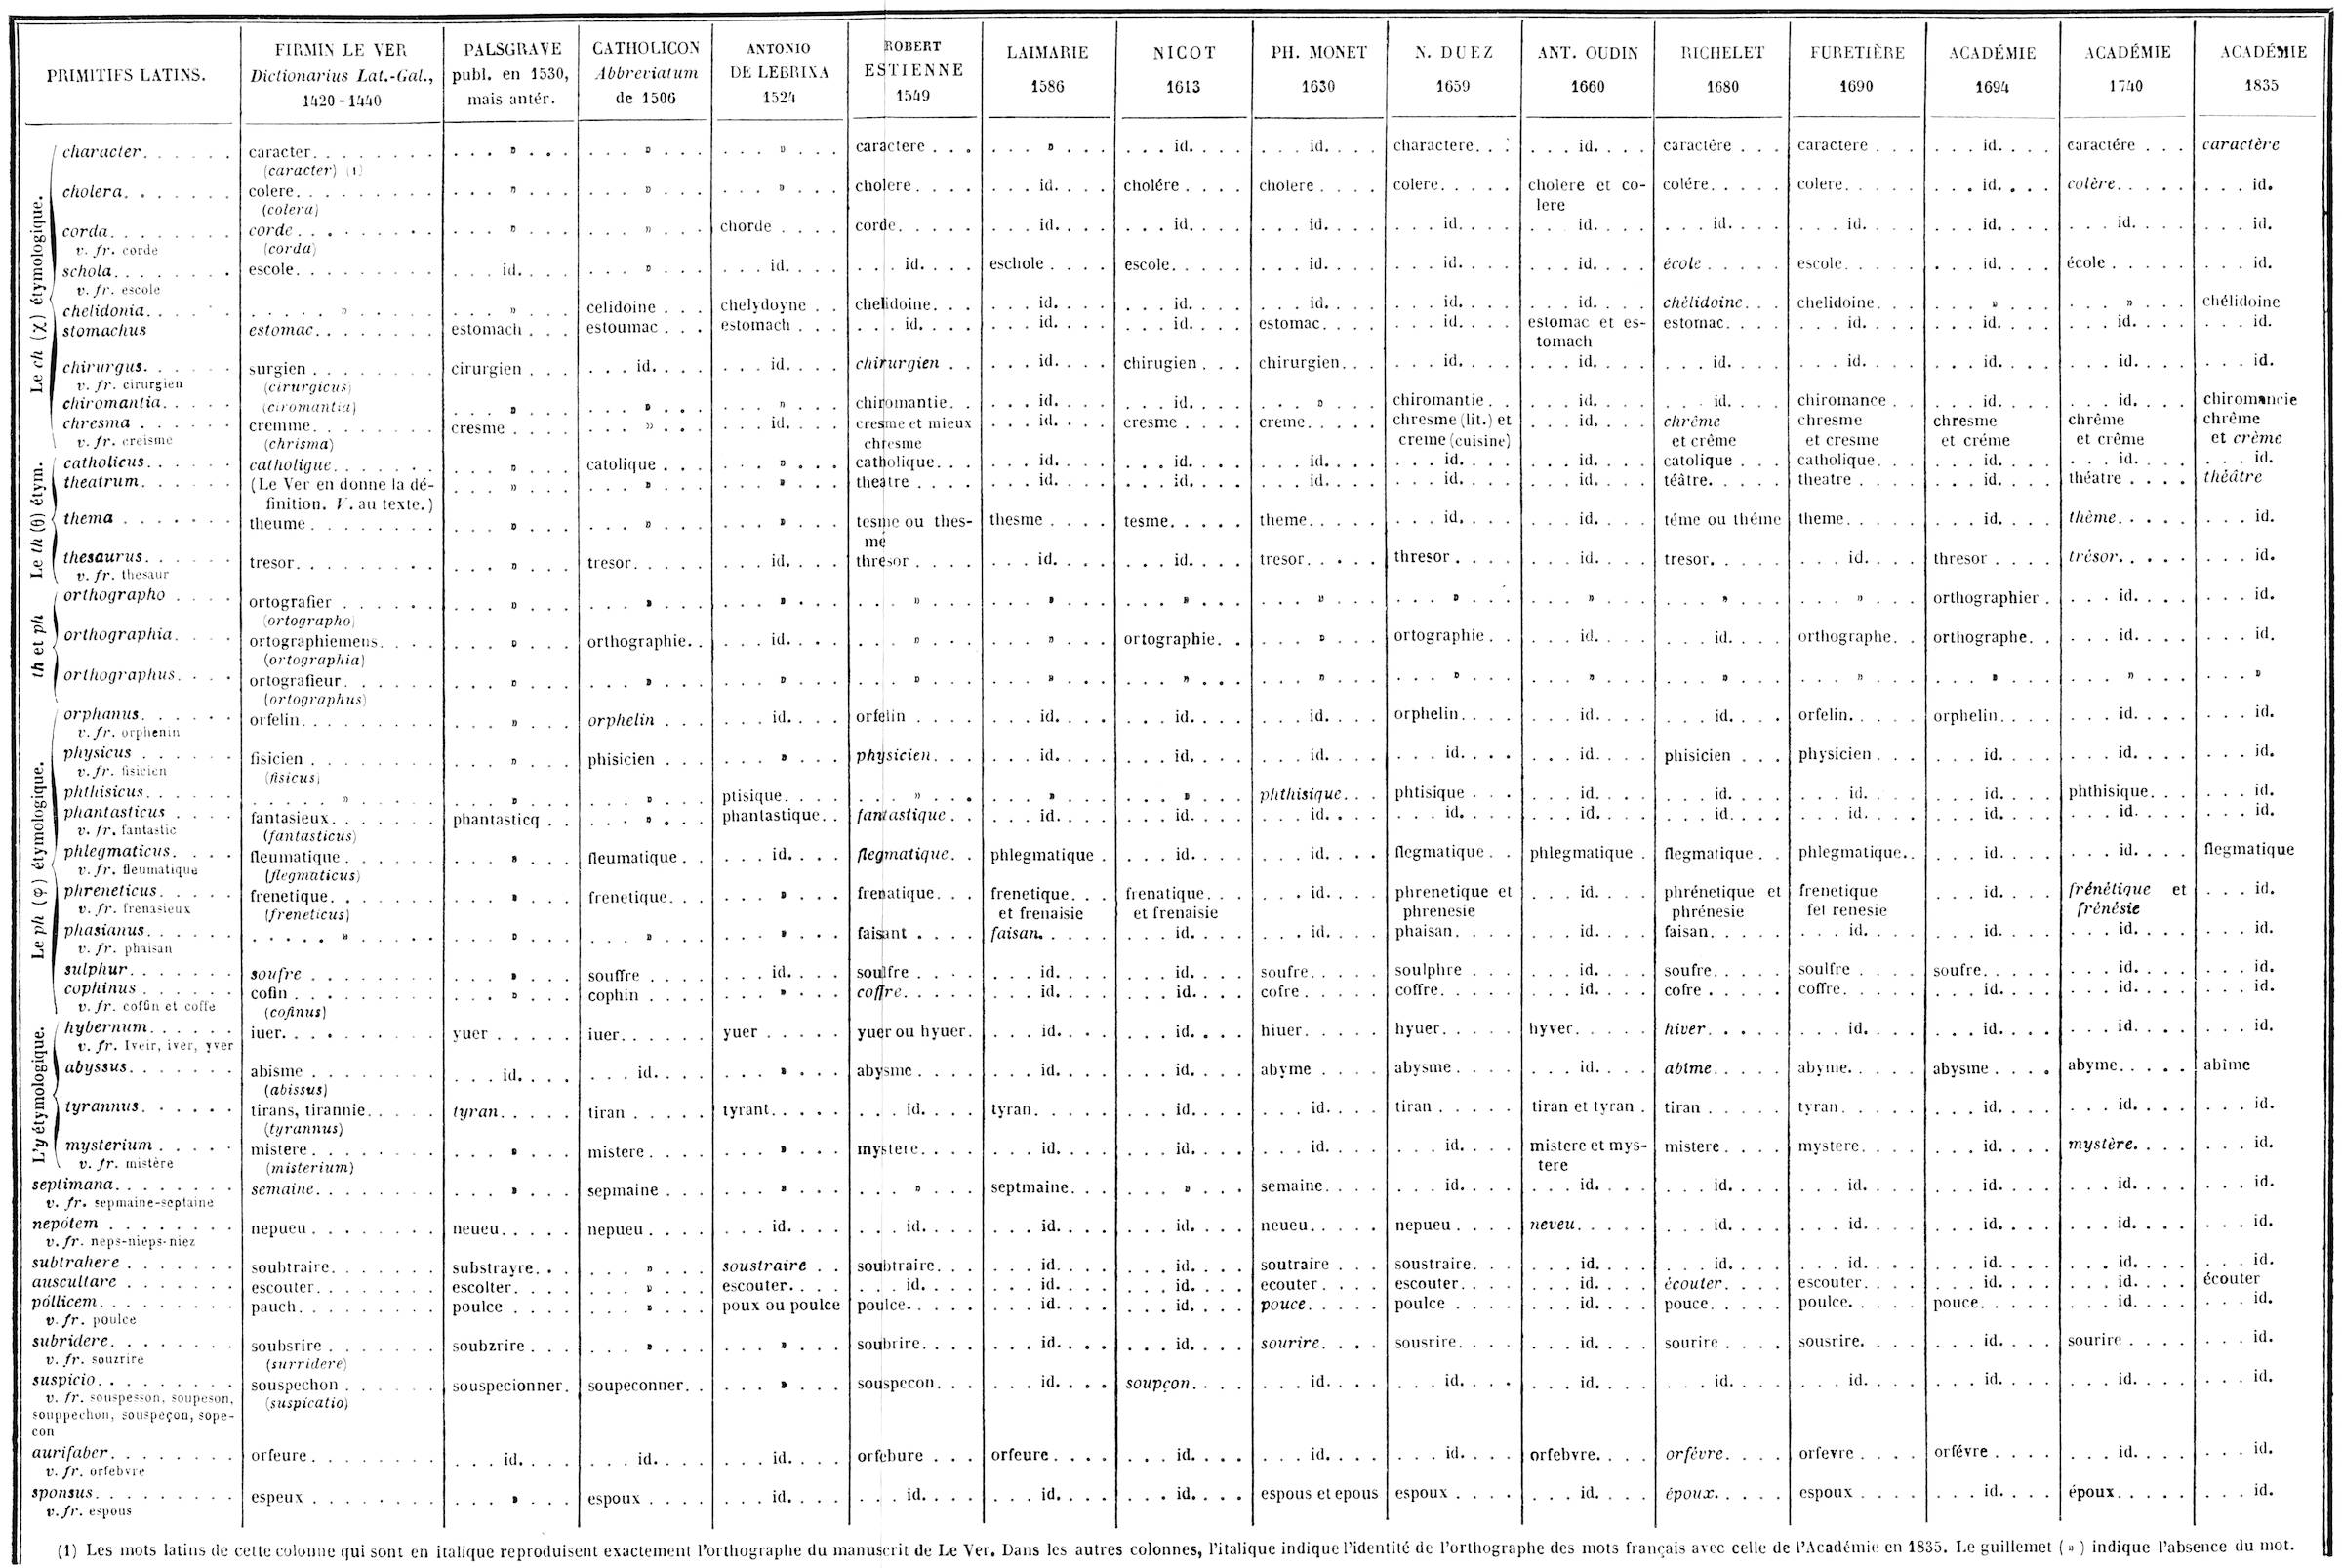 PRIMITIFS LATINS. FIRMIN LE VER PALSGRAVE CATHOLICON ANTONIO ROBERT LAIMARIE NICOT PH. MONET N. DUEZ ANT. OUDIN RICHELET FURETIÈRE ACADÉMIE ACADÉMIE ACADÉMIE
Dictionarius Lat.-Gal., publ. en 1530, Abbreviatum DE LEBRIXA ESTIENNE 1586 1613 1630 1659 1660 1680 1690 1694 1740 1835
1420-1440 mais antér. de 1506 1524 1549
Le ch (χ) étymologique.
character. caracter. » » » caractere » id. id. charactere. id. caractère caractere id. caractére caractère
(caracter) (1)
cholera. colere. » » » cholere. id. cholére cholere colere. cholere et co- colére. colere. id. colère. id.
(colera) lere
corda. corde » » chorde corde. id. id. id. id. id. id. id. id. id. id.
v. fr. corde (corda)
schola. escole. id. » id. id. eschole escole. id. id. id. école escole. id. école id.
v. fr. escole
chelidonia. » » celidoine chelydoyne chelidoine. id. id. id. id. id. chélidoine. chelidoine. » » chélidoine
stomachus estomac. estomach estoumac estomach id. id. id. estomac. id. estomac et es- estomac. id. id. id. id.
tomach
chirurgus. surgien cirurgien id. id. chirurgien id. chirugien chirurgien. id. id. id. id. id. id. id.
v. fr. cirurgien (cirurgicus)
chiromantia. (ciromantia) » » » chiromantie. id. id. » chiromantie id. id. chiromance id. id. chiromancie
chresma cremme. cresme » id. cresme et mieux id. cresme creme. chresme (lit.) et id. chrême chresme chresme chrême chrême
v. fr. creisme (chrisma) chresme creme (cuisine) et crême et cresme et créme et crême et crème
Le th (θ) étym.
catholicus. catholique. » catolique » catholique. id. id. id. id. id. catolique catholique. id. id. id.
theatrum. (Le Ver en donne la dé- » » » theatre id. id. id. id. id. téâtre. theatre id. théatre théâtre
finition. V. au texte.)
thema theume » » » tesme ou thes- thesme tesme. theme. id. id. téme ou théme theme. id. thème. id.
me
thesaurus. tresor. » tresor. id. thresor id. id. tresor. thresor id. tresor. id. thresor trésor. id.
v. fr. thesaur
th et ph
orthographo ortografier » » » » » » » » » » » orthographier id. id.
(ortographo)
orthographia. ortographiemens. » orthographie. id. » » ortographie. » ortographie. id. id. orthographe. orthographe. id. id.
(ortographia)
orthographus. ortografieur. » » » » » » » » » » » » » »
(ortographus)
Le ph (φ) étymologique.
orphanus. orfelin. » orphelin id. orfelin id. id. id. orphelin. id. id. orfelin. orphelin. id. id.
v. fr. orphenin
physicus fisicien » phisicien » physicien. id. id. id. id. id. phisicien physicien id. id. id.
v. fr. fisicien (fisicus)
phthisicus. » » » ptisique. » » » phthisique. phtisique id. id. id. id. phthisique. id.
phantasticus fantasieux. phantasticq » phantastique. fantastique id. id. id. id. id. id. id. id. id. id.
v. fr. fantastic (fantasticus)
phlegmaticus. fleumatique. » fleumatique id. flegmatique. phlegmatique id. id. flegmatique phlegmatique flegmatique phlegmatique. id. id. flegmatique
v. fr. fleumatique (flegmaticus)
phreneticus. frenetique. » frenetique. » frenatique. frenetique. frenatique. id. phrenetique et id. phrénetique et frenetique id. frénétique et id.
v. fr. frenasieux (freneticus) et frenaisie et frenaisie phrenesie phrénesie frénésie
phasianus. » » » » faisant faisan. id. id. phaisan. id. faisan. id. id. id. id.
v. fr. phaisan
sulphur. soufre » souffre id. soulfre id. id. soufre. soulphre id. soufre. soulfre soufre. id. id.
cophinus cofin » cophin » coffre. id. id. cofre. coffre. id. cofre coffre. id. id. id.
v. fr. coffin et coffe (cofinus)
L'y étymologique.
hybernum. iuer. yuer iuer. yuer yuer ou hyuer. id. id. hiuer. hyuer. hyver. hiver. id. id. id. id.
v. fr. Iveir, iver, yver
abyssus. abisme id. id. » abysme id. id. abyme abysme. id. abîme. abyme. abysme abyme. abîme
(abissus)
tyrannus. tirans, tirannie. tyran. tiran tyrant. id. tyran. id. id. tiran tiran et tyran tiran tyran. id. id. id.
(tyrannus)
mysterium mistere. » mistere » mystere. id. id. id. id. mistere et mys- mistere mystere. id. mystère. id.
v. fr. mistère (misterium) tere
septimana. semaine. » sepmaine » » septmaine. » semaine. id. id. id. id. id. id. id.
v. fr. sepmaine-septaine
nepotem nepueu neueu. nepueu id. id. id. id. neueu. nepueu neveu. id. id. id. id. id.
v. fr. neps-nieps-niez
subtrahere soubtraire. substrayre. » soustraire soubtraire id. id. soutraire soustraire. id. id. id. id. id. id.
auscultare escouter. escolter. » escouter. id. id. id. ecouter escouter. id. écouter. escouter. id. id. écouter
pollicem. pauch. poulce » poux ou poulce poulce. id. id. pouce. poulce id. pouce. poulce. pouce. id. id.
v. fr. poulce
subridere. soubsrire soubzrire » » soubrire. id. id. sourire. sousrire. id. sourire sousrire. id. sourire id.
v. fr. souzrire (surridere)
suspicio. souspechon souspecionner. soupeconner. » souspecon. id. soupçon. id. id. id. id. id. id. id. id.
v. fr. souspesson, soupeson, (suspicatio)
souppechon, souspeçon, sope-
con
aurifaber. orfeure. id. id. id. orfebure orfeure. id. id. id. orfebvre. orfévre. orfevre orfévre id. id.
v. fr. orfebvre
sponsus. espeux » espoux id. id. id. id. espous et epous espoux id. époux. espoux id. époux. id.
v. fr. espous
(1) Les mots latins de cette colonne qui sont en italique reproduisent exactement l'orthographe du manuscrit de Le Ver. Dans les autres colonnes, l'italique indique l'identité de l'orthographe des mots français avec celle de l'Académie en 1835. Le guillemet (») indique l'absence du mot.